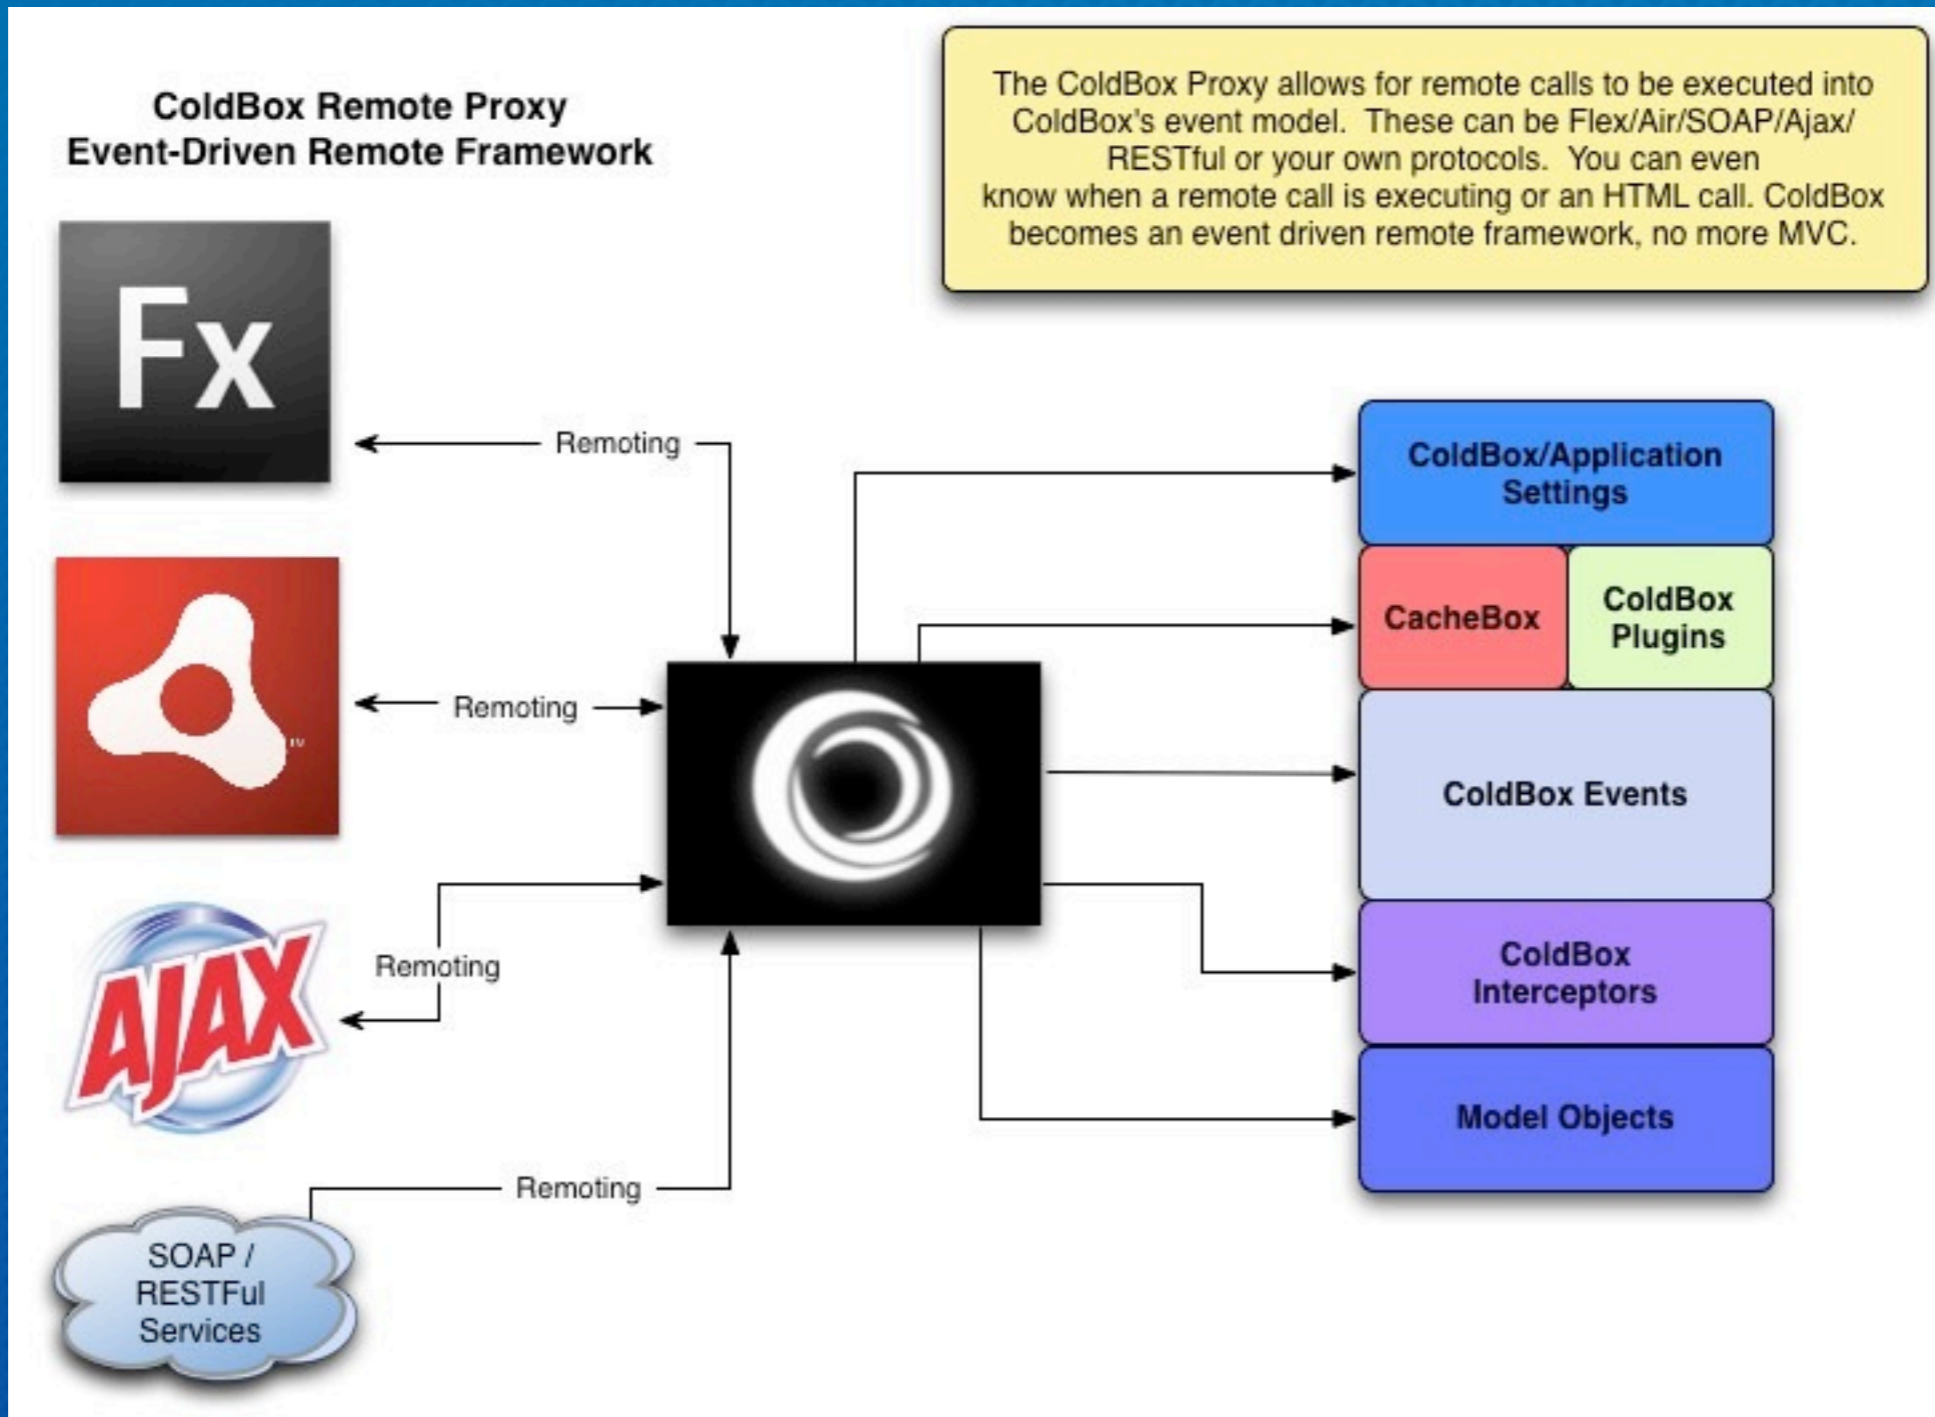 ColdBox Remote Proxy
Event-Driven Remote Framework
The ColdBox Proxy allows for remote calls to be executed into
ColdBox's event model.  These can be Flex/Air/SOAP/Ajax/
RESTful or your own protocols.  You can even
know when a remote call is executing or an HTML call. ColdBox
becomes an event driven remote framework, no more MVC.
Fx
Remoting
TM
Remoting
AJAX
Remoting
SOAP /
RESTFul
Services
Remoting
ColdBox/Application
Settings
CacheBox
ColdBox
Plugins
ColdBox Events
ColdBox
Interceptors
Model Objects